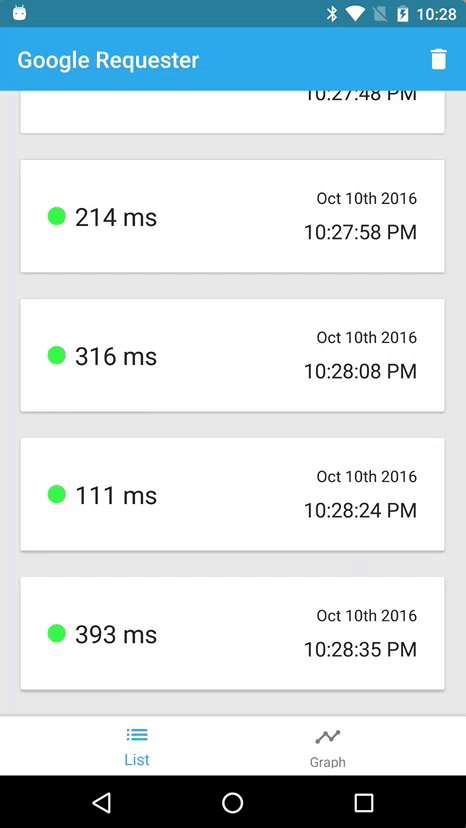 10:28
Google Requester
10:27:48 PM
214 ms
Oct 10th 2016
10:27:58 PM
316 ms
Oct 10th 2016
10:28:08 PM
111 ms
Oct 10th 2016
10:28:24 PM
393 ms
Oct 10th 2016
10:28:35 PM
List
Graph